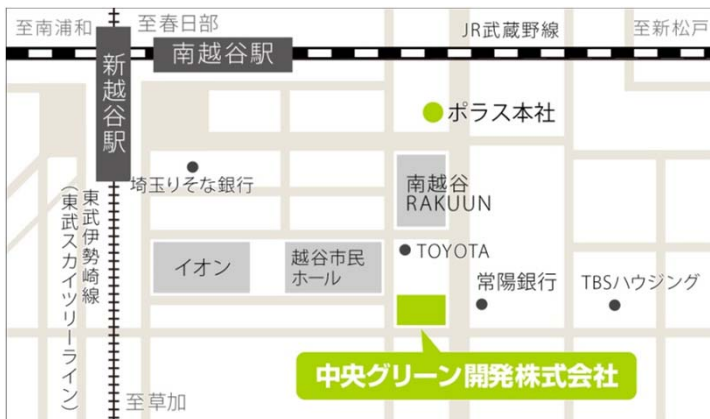 至南浦和
至春日部
JR武蔵野線
至新松戸
南越谷駅
新越谷駅
ポラス本社
埼玉りそな銀行
南越谷
RAKUUN
東武伊勢崎線
（東武スカイツリーライン）
イオン
越谷市民
ホール
TOYOTA
常陽銀行
TBSハウジング
中央グリーン開発株式会社
至草加